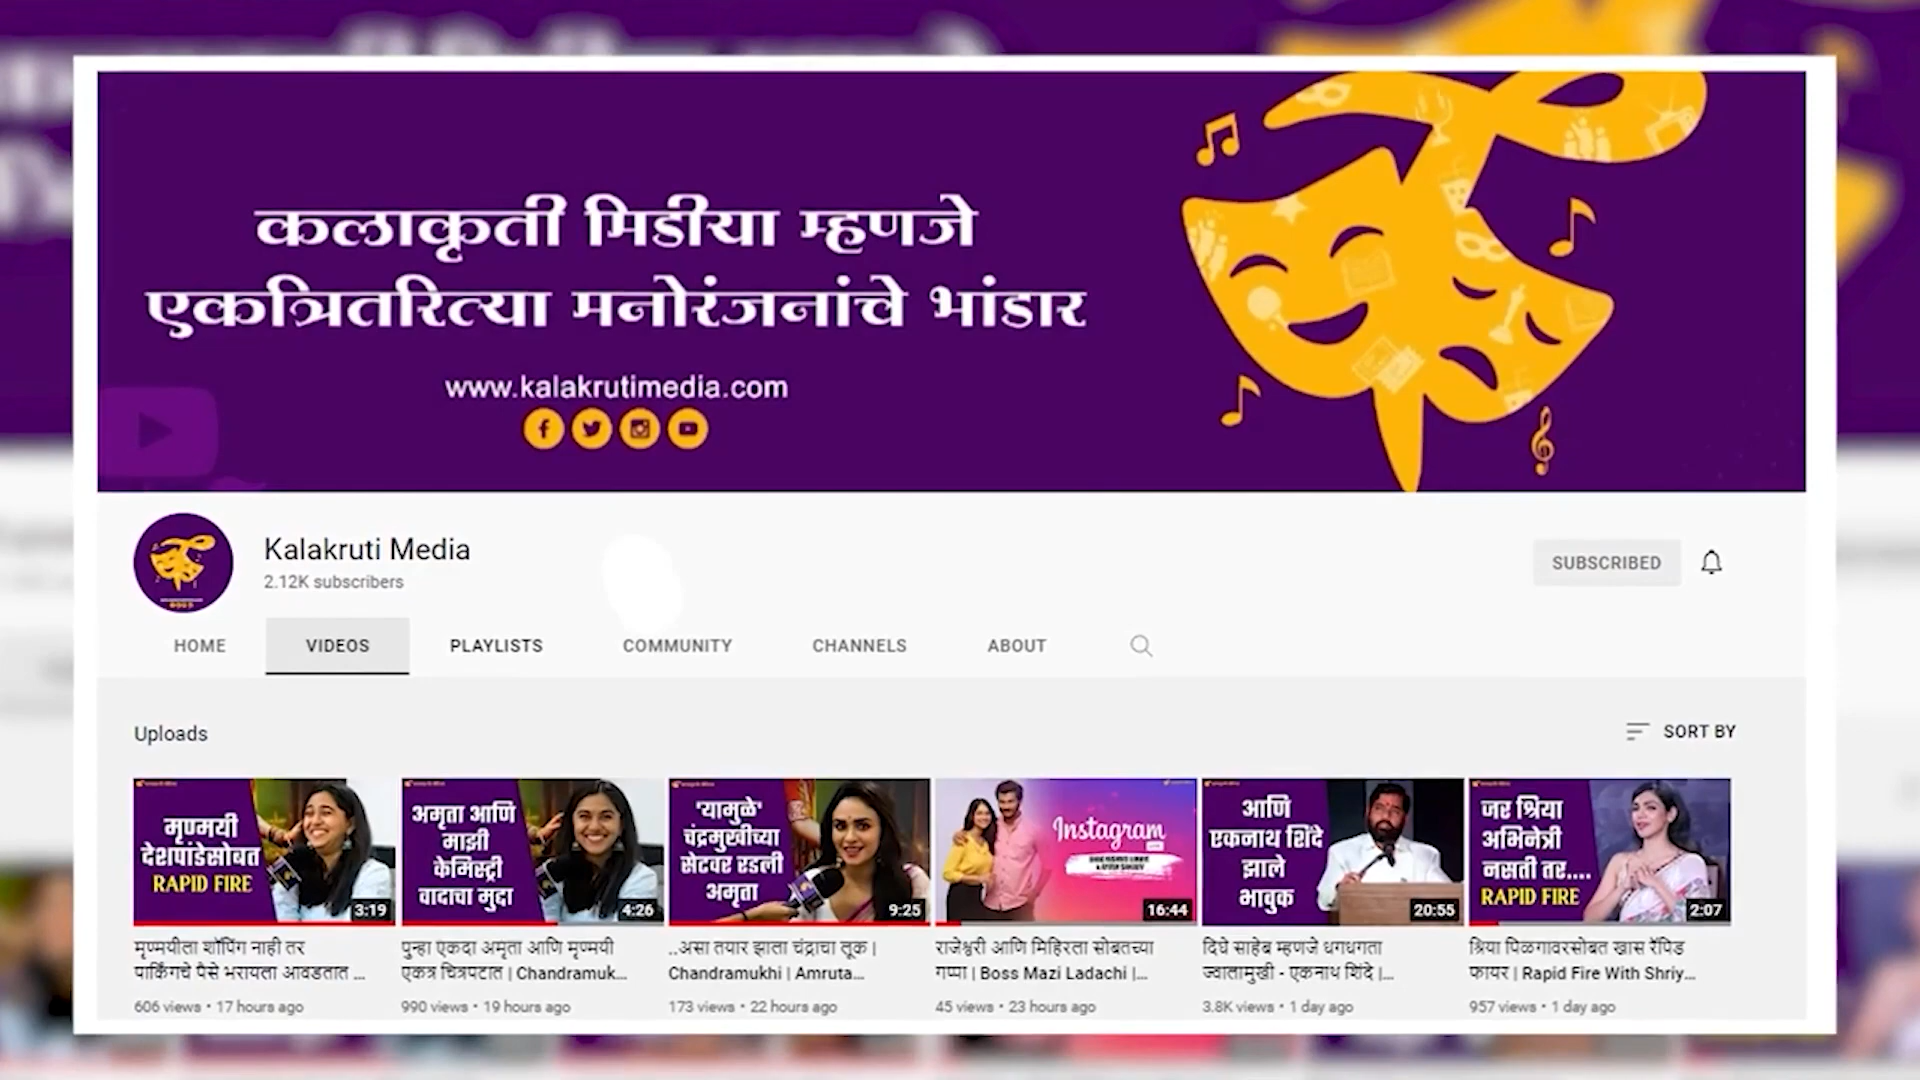 कलाकृती मिडीया म्हणजे
एकत्रितरित्या मनोरंजनांचे भांडार
www.kalakrutimedia.com
Kalakruti Media
2.12K subscribers
SUBSCRIBED
HOME VIDEOS PLAYLISTS COMMUNITY CHANNELS ABOUT
Uploads
SORT BY
मृण्मयी
देशपांडेसोबत
RAPID FIRE
3:19
अमृता आणि
माझी
केमिस्ट्री
वादाचा मुद्दा
4:26
'यामुळे'
चंद्रमुखीच्या
सेटवर रडली
अमृता
9:25
Instagram
16:44
आणि
एकनाथ शिंदे
झाले
भावुक
20:55
जर श्रिया
अभिनेत्री
नसती तर....
RAPID FIRE
2:07
मृण्मयीला शॉपिंग नाही तर
पार्किंगचे पैसे भरायला आवडतात ...
606 views • 17 hours ago
पुन्हा एकदा अमृता आणि मृण्मयी
एकत्र चित्रपटात | Chandramuk...
990 views • 19 hours ago
..असा तयार झाला चंद्राचा लूक |
Chandramukhi | Amruta...
173 views • 22 hours ago
राजेश्वरी आणि मिहिरता सोबतच्या
गप्पा | Boss Mazi Ladachi |...
45 views • 23 hours ago
दिघे साहेब म्हणजे धगधगता
ज्वालामुखी - एकनाथ शिंदे |...
3.8K views • 1 day ago
श्रिया पिळगावरसोबत खास रॅपिड
फायर | Rapid Fire With Shriy...
957 views • 1 day ago